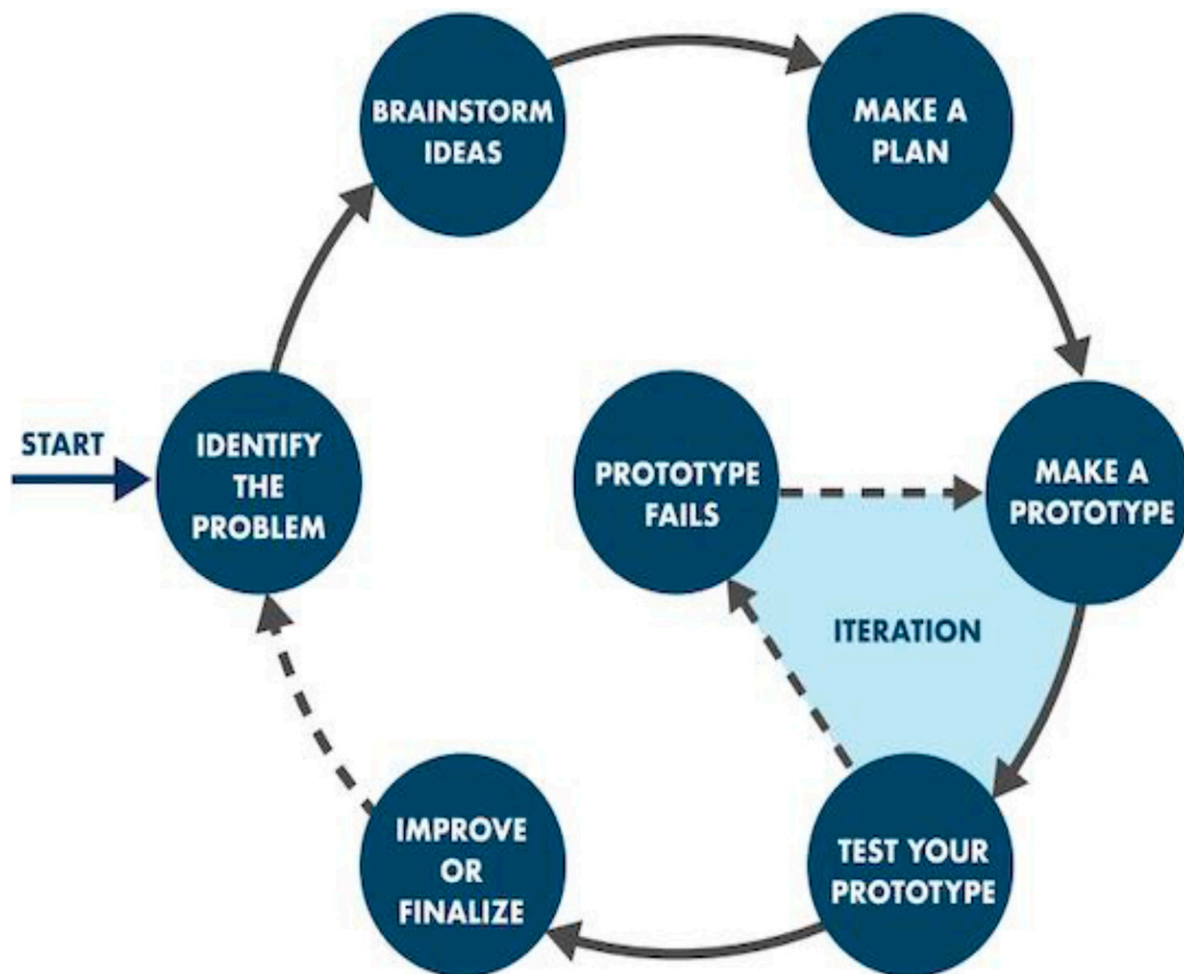 START
IDENTIFY
THE
PROBLEM
BRAINSTORM
IDEAS
MAKE A
PLAN
MAKE A
PROTOTYPE
PROTOTYPE
FAILS
ITERATION
TEST YOUR
PROTOTYPE
IMPROVE
OR
FINALIZE